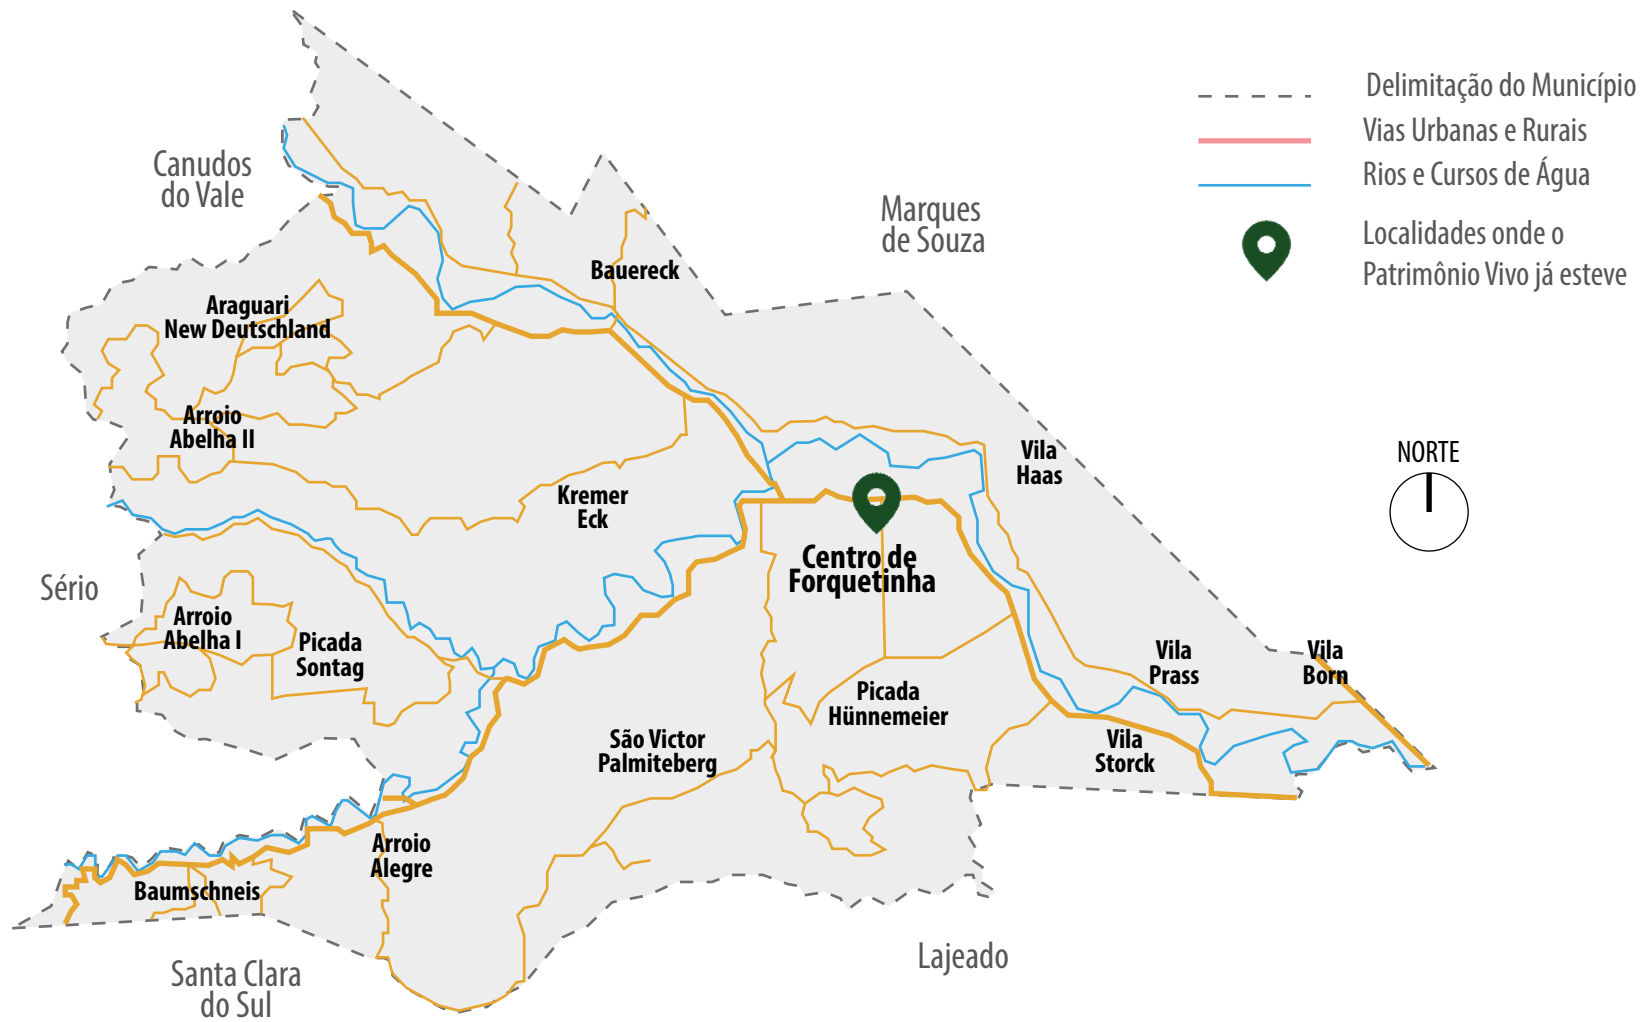 Delimitação do Município
Vias Urbanas e Rurais
Rios e Cursos de Água
Localidades onde o
Patrimônio Vivo já esteve
NORTE
Canudos
do Vale
Marques
de Souza
Bauereck
Araguari
New Deutschland
Arroio
Abelha II
Vila
Haas
Kremer
Eck
Centro de
Forquetinha
Sério
Arroio
Abelha I
Picada
Sontag
Vila
Prass
Vila
Born
Picada
Hünnemeier
São Victor
Palmiteberg
Vila
Storck
Arroio
Alegre
Baumschneis
Lajeado
Santa Clara
do Sul